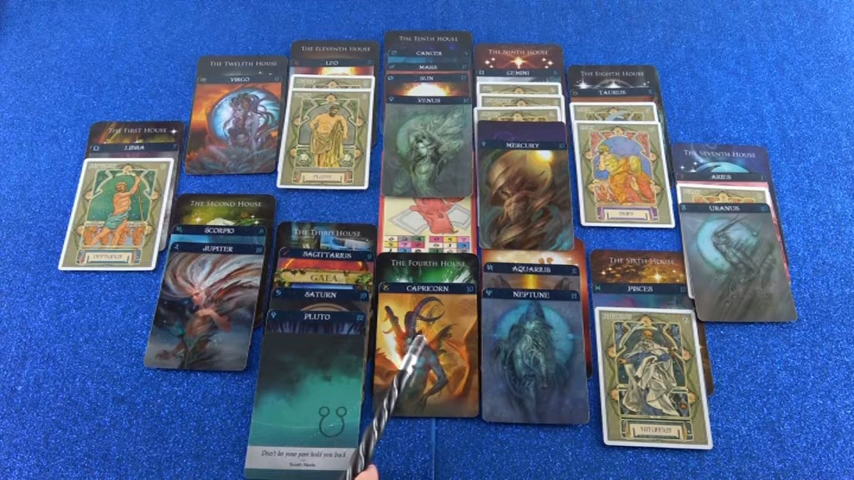 THE TENTH HOUSE
CANCER
MARS
SUN
VENUS
THE ELEVENTH HOUSE
LEO
THE NINTH HOUSE
GEMINI
MERCURY
THE TWELFTH HOUSE
VIRGO
THE EIGHTH HOUSE
TAURUS
THE FIRST HOUSE
LIBRA
THE SEVENTH HOUSE
ARIES
URANUS
THE SECOND HOUSE
SCORPIO
JUPITER
THE THIRD HOUSE
SAGITTARIUS
GAEA
SATURN
PLUTO
Don't let your past hold you back
South Node
THE FOURTH HOUSE
CAPRICORN
AQUARIUS
NEPTUNE
THE SIXTH HOUSE
PISCES